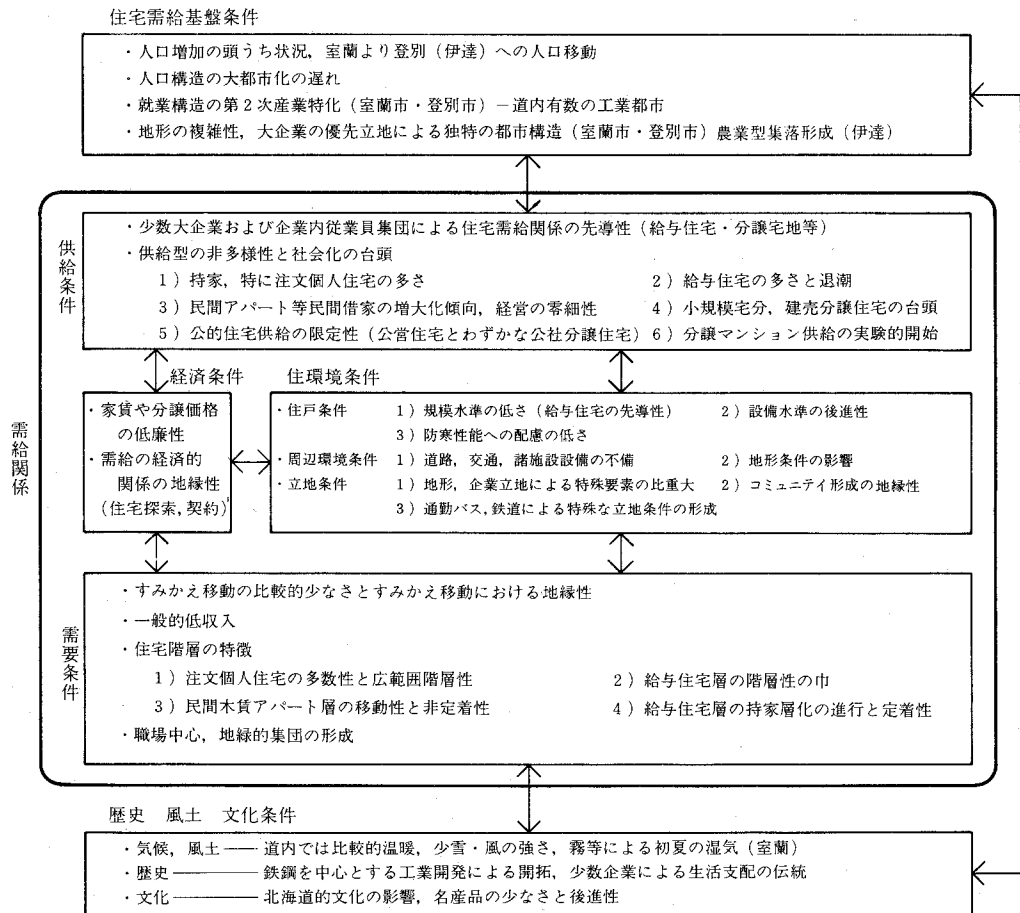 住宅需給基盤条件
・人口増加の頭うち状況，室蘭より登別（伊達）への人口移動
・人口構造の大都市化の遅れ
・就業構造の第２次産業特化（室蘭市・登別市）－道内有数の工業都市
・地形の複雑性，大企業の優先立地による独特の都市構造（室蘭市・登別市）農業型集落形成（伊達）
需給関係
供給条件
・少数大企業および企業内従業員集団による住宅需給関係の先導性（給与住宅・分譲宅地等）
・供給型の非多様性と社会化の台頭
１）持家，特に注文個人住宅の多さ　２）給与住宅の多さと退潮
３）民間アパート等民間借家の増大化傾向，経営の零細性　４）小規模宅分，建売分譲住宅の台頭
５）公的住宅供給の限定性（公営住宅とわずかな公社分譲住宅）６）分譲マンション供給の実験的開始
経済条件
・家賃や分譲価格
の低廉性
・需給の経済的
関係の地縁性
（住宅探索，契約）
住環境条件
・住戸条件　１）規模水準の低さ（給与住宅の先導性）　２）設備水準の後進性
３）防寒性能への配慮の低さ
・周辺環境条件　１）道路，交通，諸施設設備の不備　２）地形条件の影響
・立地条件　１）地形，企業立地による特殊要素の比重大　２）コミュニテイ形成の地縁性
３）通勤バス，鉄道による特殊な立地条件の形成
需要条件
・すみかえ移動の比較的少なさとすみかえ移動における地縁性
・一般的低収入
・住宅階層の特徴
１）注文個人住宅の多数性と広範囲階層性　２）給与住宅層の階層性の巾
３）民間木賃アパート層の移動性と非定着性　４）給与住宅層の持家層化の進行と定着性
・職場中心，地緑的集団の形成
歴史　風土　文化条件
・気候，風土――道内では比較的温暖，少雪・風の強さ，霧等による初夏の湿気（室蘭）
・歴史――――鉄鋼を中心とする工業開発による開拓，少数企業による生活支配の伝統
・文化――――北海道的文化の影響，名産品の少なさと後進性